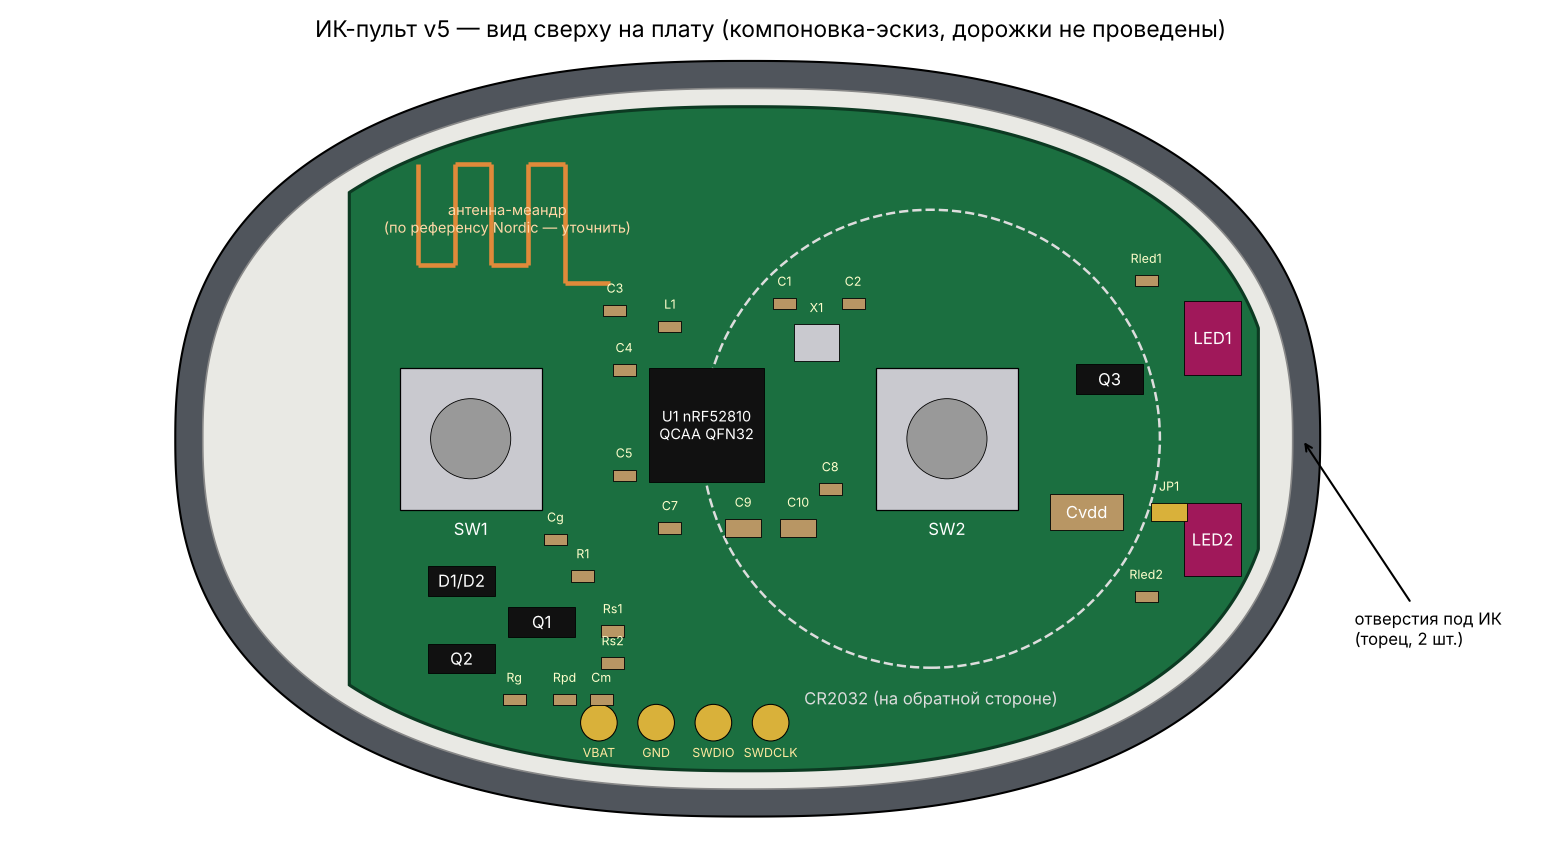 ИК-пульт v5 — вид сверху на плату (компоновка-эскиз, дорожки не проведены)
антенна-меандр
(по референсу Nordic — уточнить)
Rled1
C3
C1
C2
L1
X1
LED1
C4
Q3
U1 nRF52810
QCAA QFN32
C5
C8
JP1
C7
C9
C10
Cvdd
Cg
SW1
SW2
LED2
R1
D1/D2
Rled2
Rs1
Q1
отверстия под ИК
(торец, 2 шт.)
Rs2
Q2
Rg
Rpd
Cm
CR2032 (на обратной стороне)
VBAT
GND
SWDIO
SWDCLK